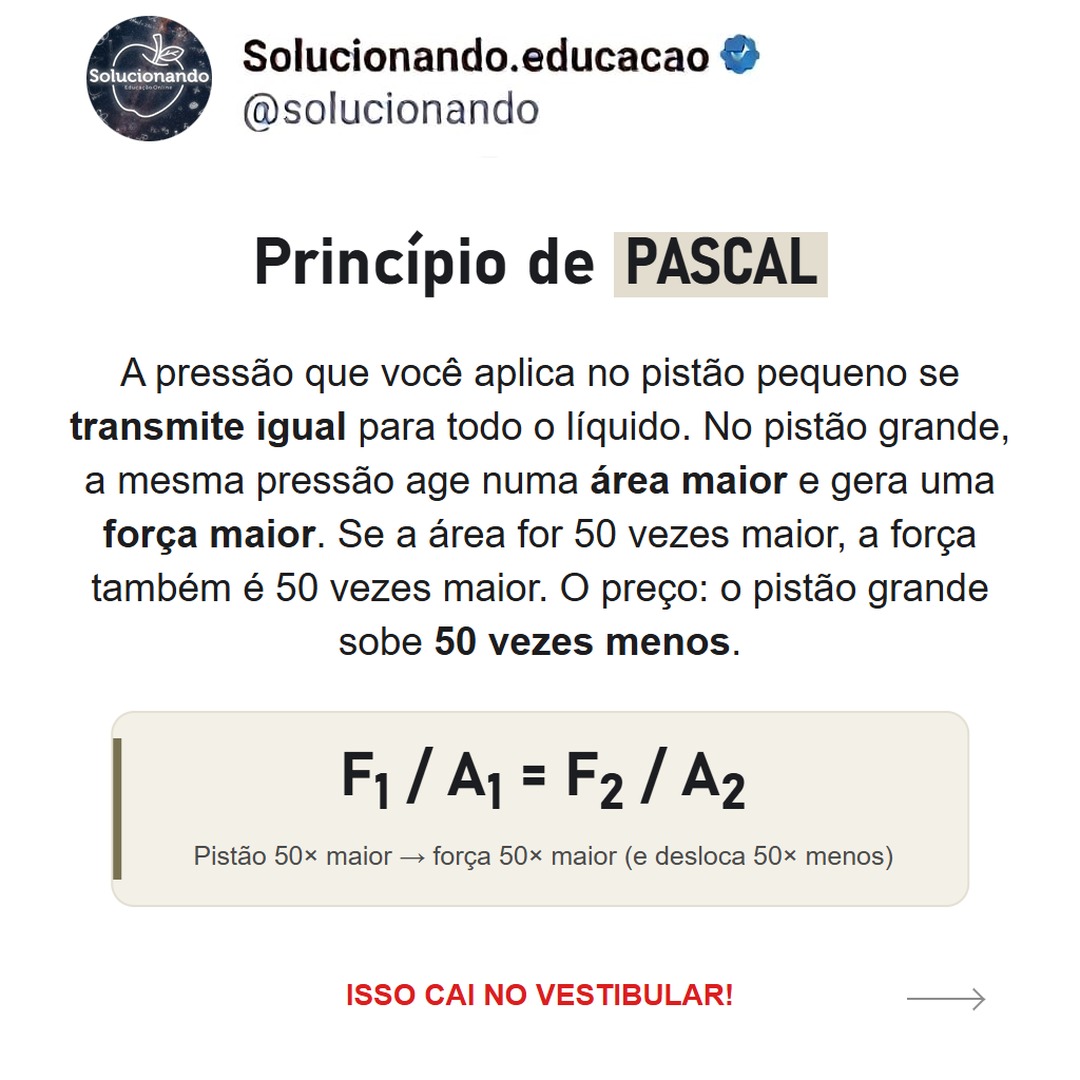 Solucionando
Educação Online
Solucionando.educacao
@solucionando
Princípio de PASCAL
A pressão que você aplica no pistão pequeno se
transmite igual para todo o líquido. No pistão grande,
a mesma pressão age numa área maior e gera uma
força maior. Se a área for 50 vezes maior, a força
também é 50 vezes maior. O preço: o pistão grande
sobe 50 vezes menos.
F₁ / A₁ = F₂ / A₂
Pistão 50× maior → força 50× maior (e desloca 50× menos)
ISSO CAI NO VESTIBULAR!